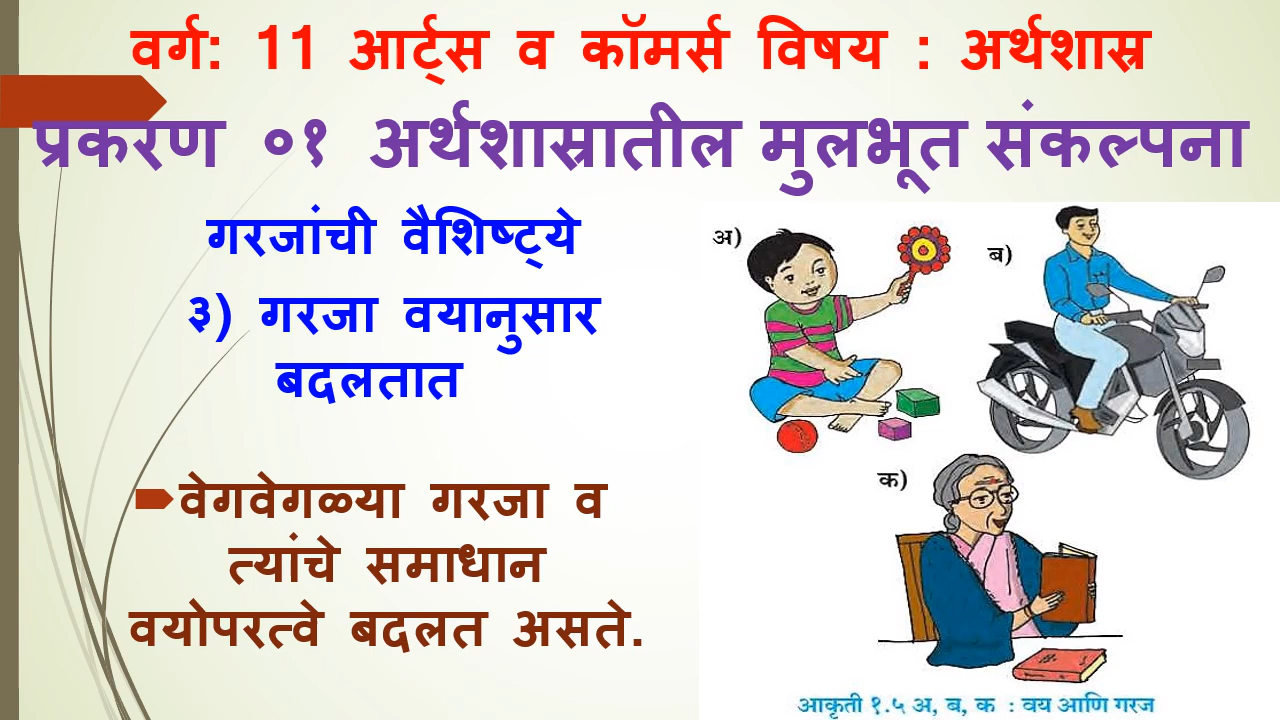 वर्ग: 11 आर्ट्स व कॉमर्स विषय : अर्थशास्र
प्रकरण ०१ अर्थशास्रातील मुलभूत संकल्पना
गरजांची वैशिष्ट्ये
३) गरजा वयानुसार
बदलतात
वेगवेगळ्या गरजा व
त्यांचे समाधान
वयोपरत्वे बदलत असते.
अ)
ब)
क)
आकृती १.५ अ, ब, क : वय आणि गरज